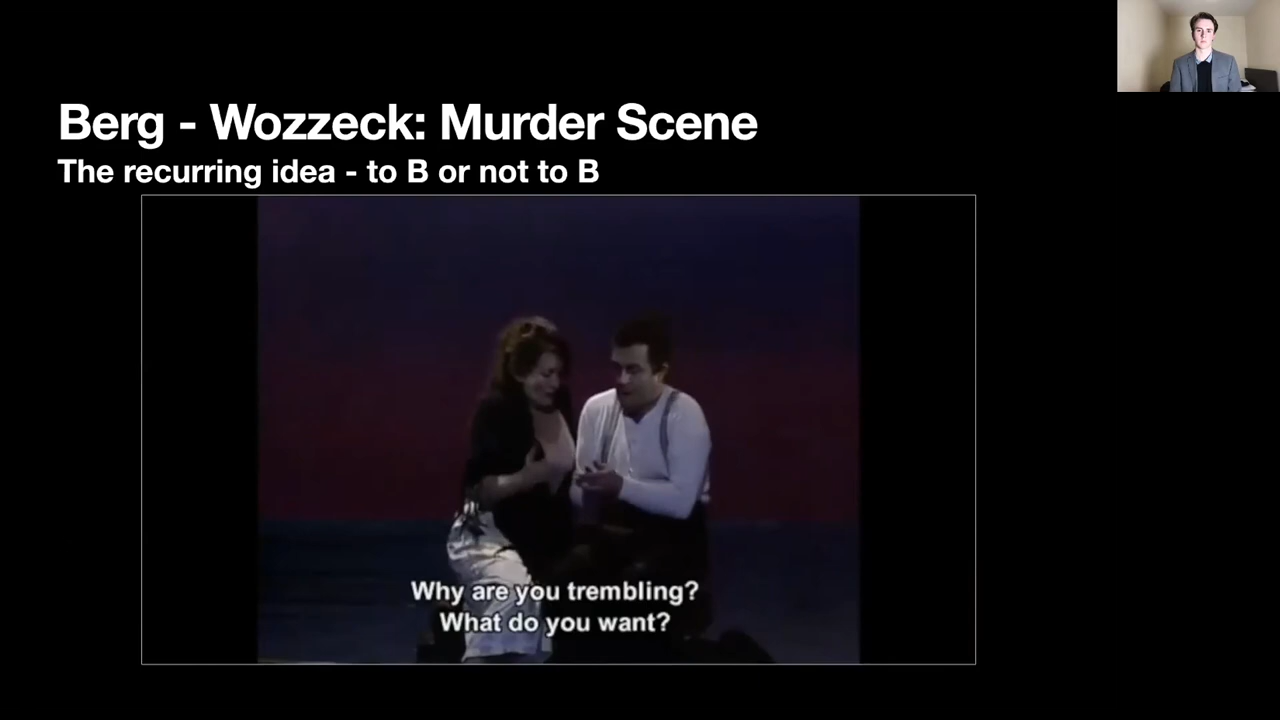 Berg - Wozzeck: Murder Scene
The recurring idea - to B or not to B
Why are you trembling?
What do you want?